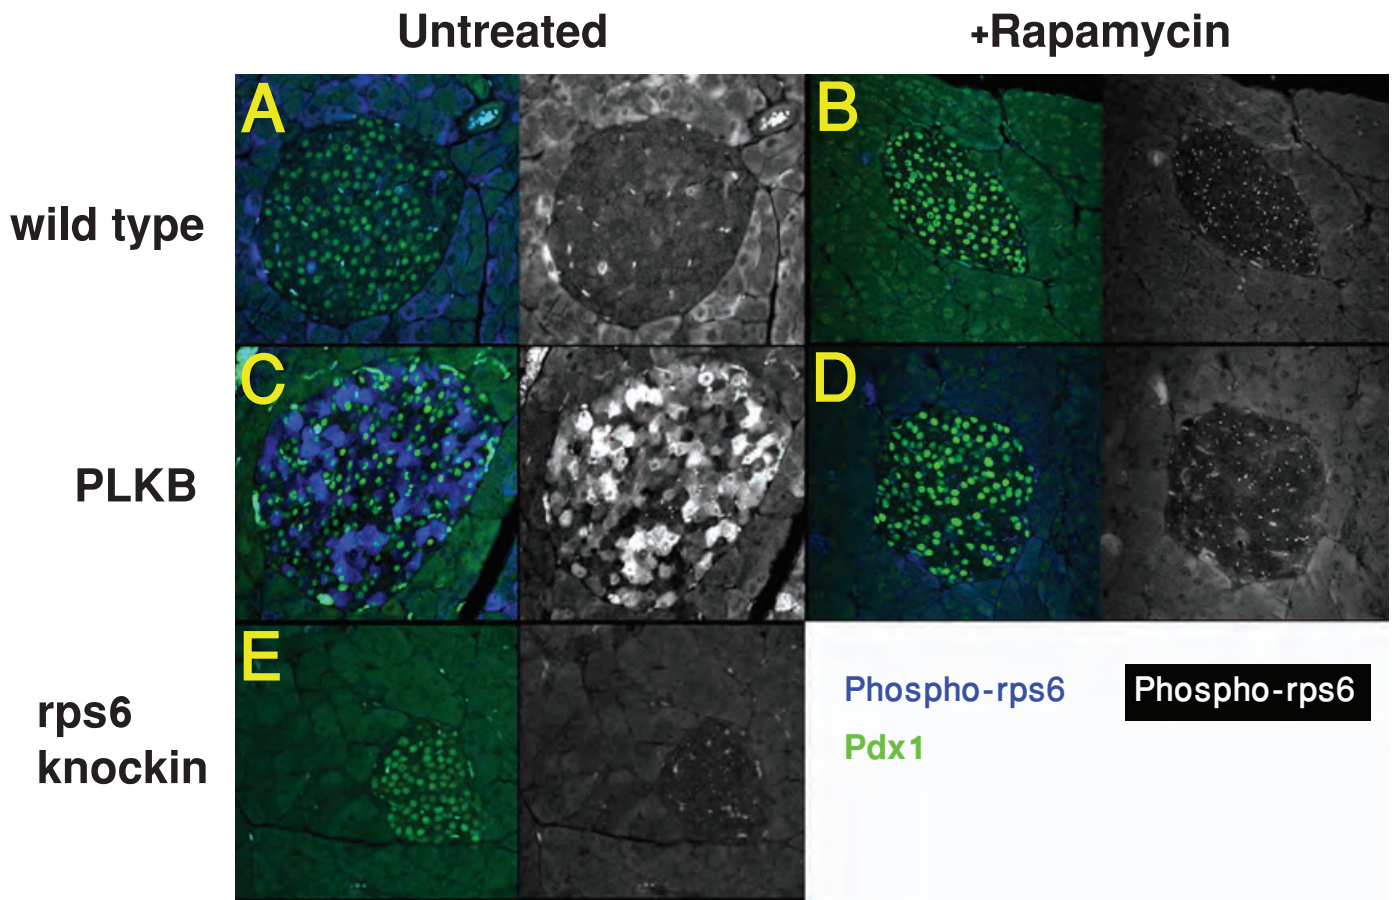 Untreated
+Rapamycin
A
B
wild type
C
D
PLKB
E
rps6
knockin
Phospho-rps6
Phospho-rps6
Pdx1